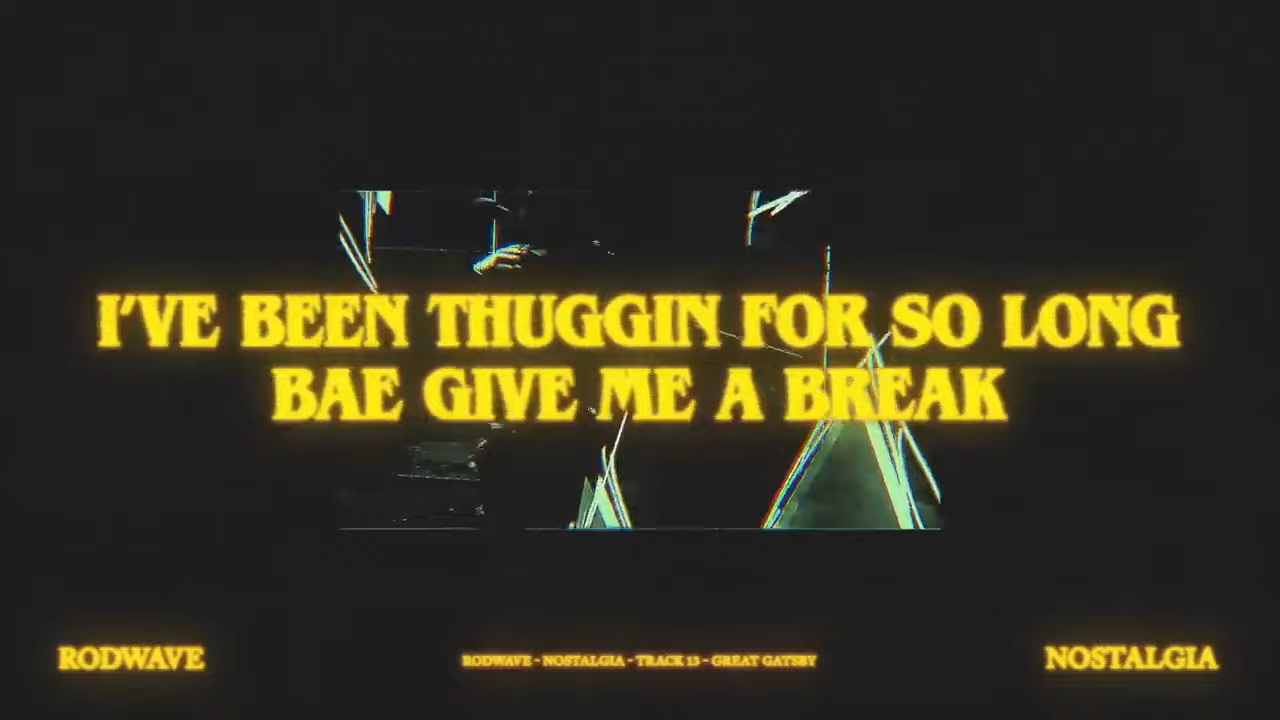 I'VE BEEN THUGGIN FOR SO LONG
BAE GIVE ME A BREAK
RODWAVE
RODWAVE - NOSTALGIA - TRACK 13 - GREAT GATSBY
NOSTALGIA